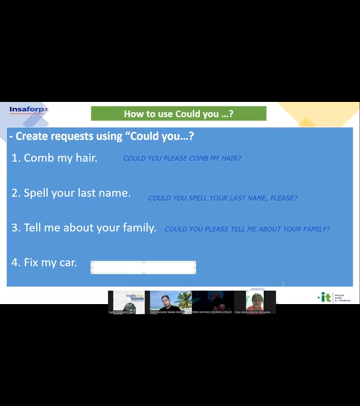 Insaforp
How to use Could you ...?
- Create requests using “Could you...?
1. Comb my hair. COULD YOU PLEASE COMB MY HAIR?
2. Spell your last name. COULD YOU SPELL YOUR LAST NAME, PLEASE?
3. Tell me about your family. COULD YOU PLEASE TELL ME ABOUT YOUR FAMILY?
4. Fix my car.
it